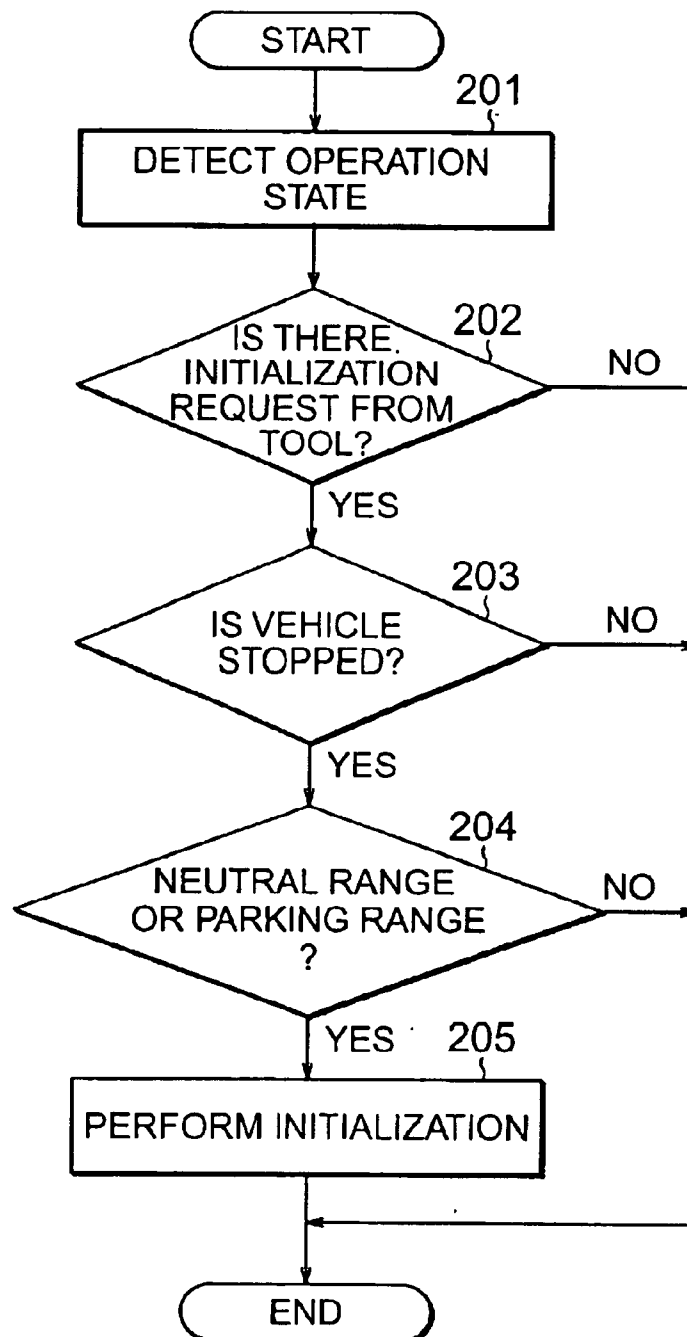 START
201
DETECT OPERATION
STATE
202
IS THERE.
INITIALIZATION
REQUEST FROM
TOOL?
NO
YES
203
IS VEHICLE
STOPPED?
NO
YES
204
NEUTRAL RANGE
OR PARKING RANGE
?
NO
YES
205
PERFORM INITIALIZATION
END